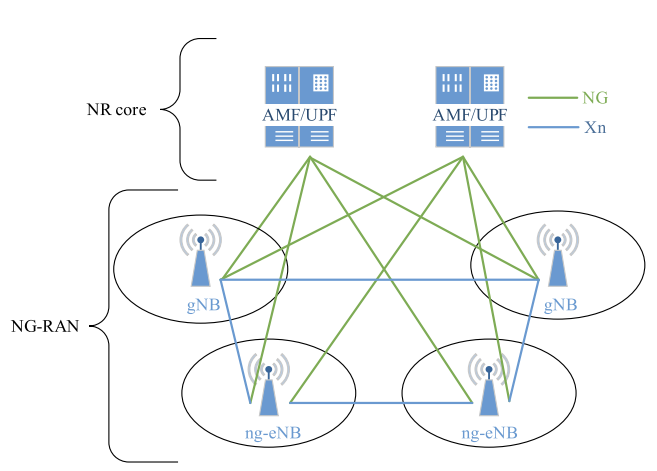 NR core
AMF/UPF
AMF/UPF
NG
Xn
NG-RAN
gNB
gNB
ng-eNB
ng-eNB